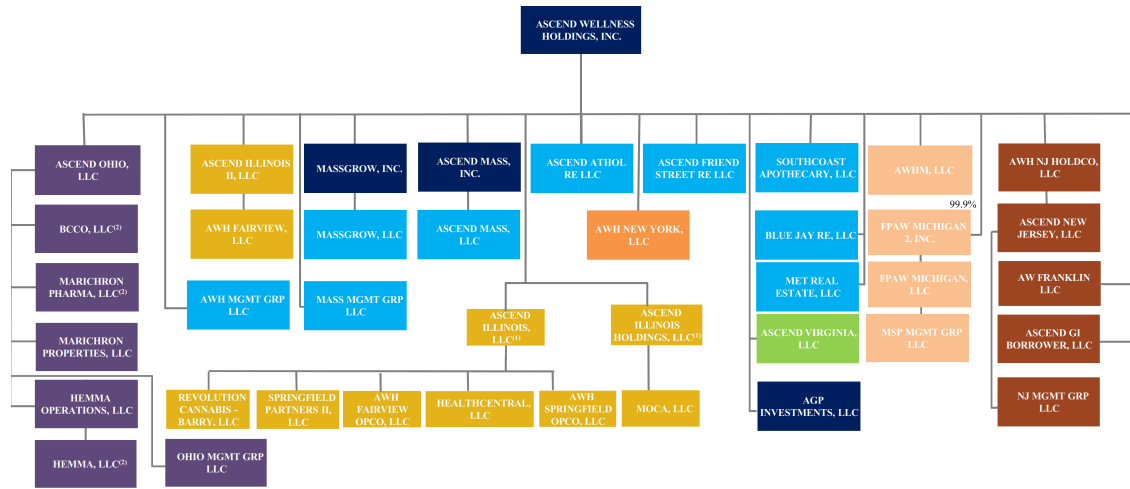 ASCEND WELLNESS
HOLDINGS, INC.
ASCEND OHIO,
LLC
ASCEND ILLINOIS
II, LLC
MASSGROW, INC.
ASCEND MASS,
INC.
ASCEND ATHOL
RE LLC
ASCEND FRIEND
STREET RE LLC
SOUTHCOAST
APOTHECARY, LLC
AWHM, LLC
AWH NJ HOLDCO,
LLC
99.9%
BCCO, LLC(2)
AWH FAIRVIEW,
LLC
MASSGROW, LLC
ASCEND MASS,
LLC
AWH NEW YORK,
LLC
BLUE JAY RE, LLC
FPAW MICHIGAN
2, INC.
ASCEND NEW
JERSEY, LLC
MARICHRON
PHARMA, LLC(2)
AWH MGMT GRP
LLC
MASS MGMT GRP
LLC
MET REAL
ESTATE, LLC
FPAW MICHIGAN,
LLC
AW FRANKLIN
LLC
MARICHRON
PROPERTIES, LLC
ASCEND
ILLINOIS,
LLC(1)
ASCEND
ILLINOIS
HOLDINGS, LLC(1)
ASCEND VIRGINIA,
LLC
MSP MGMT GRP
LLC
ASCEND GI
BORROWER, LLC
HEMMA
OPERATIONS, LLC
REVOLUTION
CANNABIS -
BARRY, LLC
SPRINGFIELD
PARTNERS II,
LLC
AWH
FAIRVIEW
OPCO, LLC
HEALTHCENTRAL,
LLC
AWH
SPRINGFIELD
OPCO, LLC
MOCA, LLC
AGP
INVESTMENTS, LLC
NJ MGMT GRP
LLC
HEMMA, LLC(2)
OHIO MGMT GRP
LLC